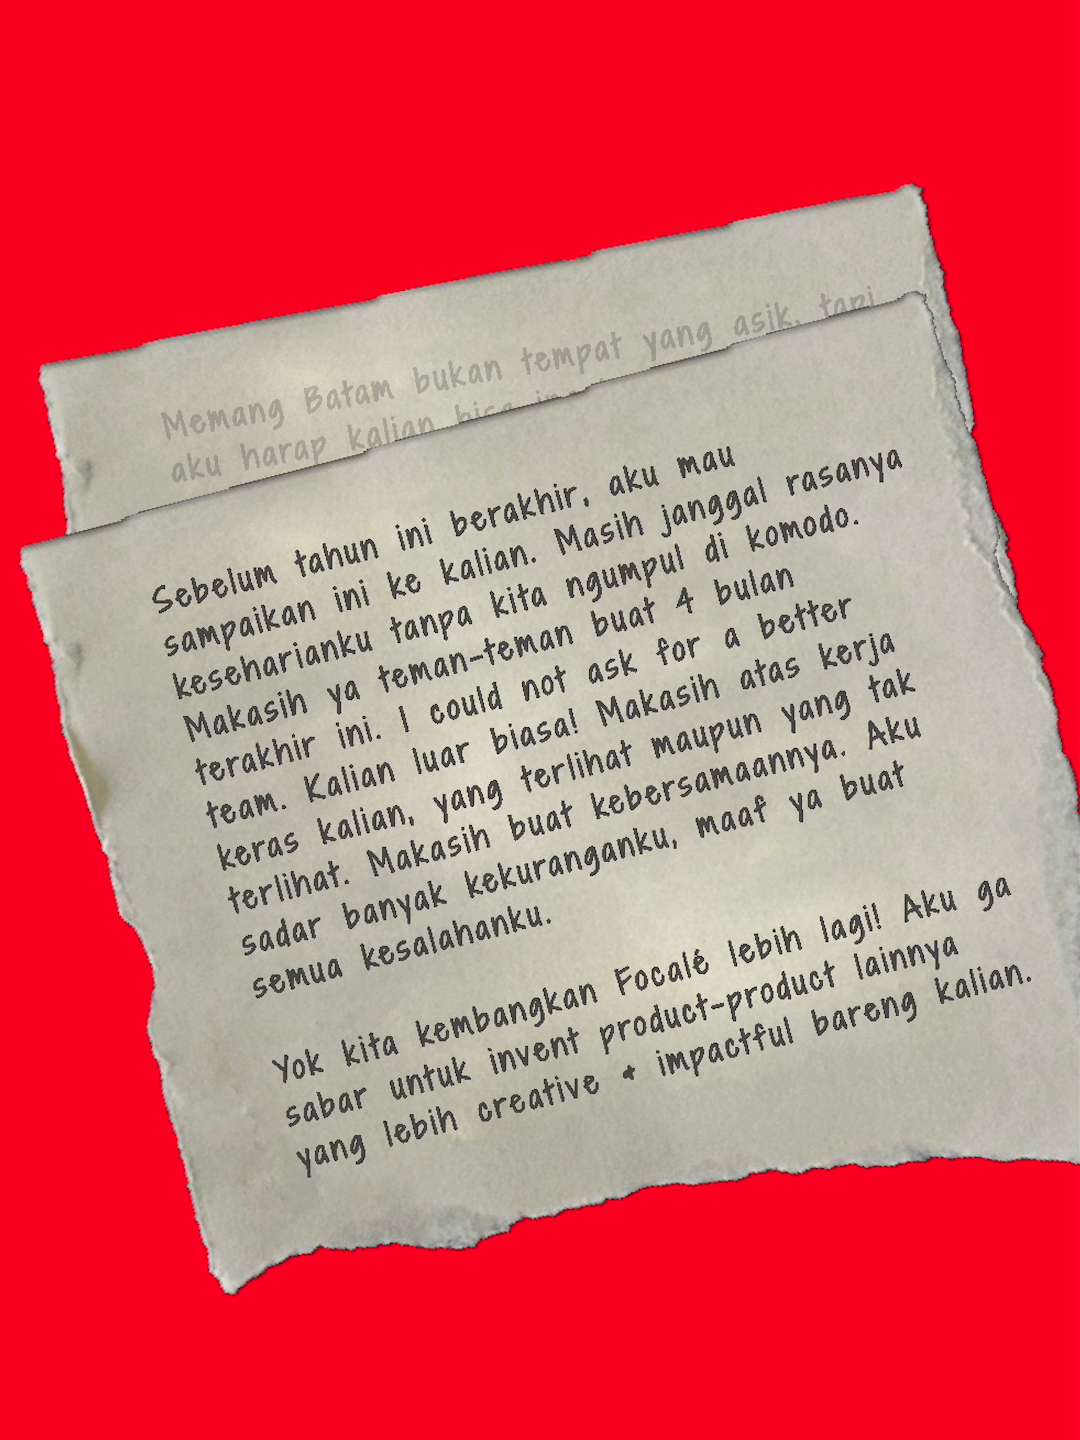 Memang Batam bukan tempat yang asik, tapi
aku harap kalian bisa
Sebelum tahun ini berakhir, aku mau
sampaikan ini ke kalian. Masih janggal rasanya
keseharianku tanpa kita ngumpul di komodo.
Makasih ya teman-teman buat 4 bulan
terakhir ini. I could not ask for a better
team. Kalian luar biasa! Makasih atas kerja
keras kalian, yang terlihat maupun yang tak
terlihat. Makasih buat kebersamaannya. Aku
sadar banyak kekuranganku, maaf ya buat
semua kesalahanku.
Yok kita kembangkan Focalé lebih lagi! Aku ga
sabar untuk invent product-product lainnya
yang lebih creative & impactful bareng kalian.